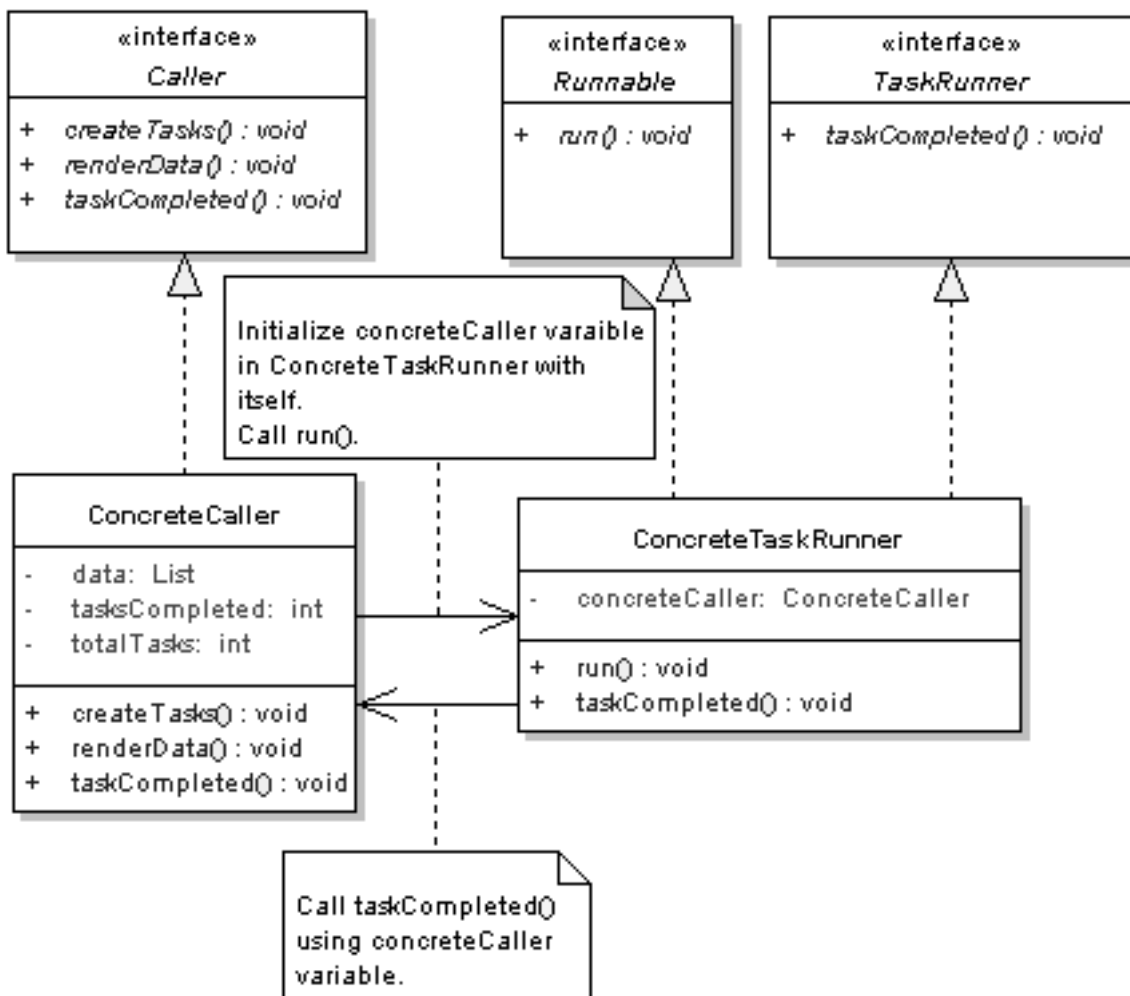 «interface»
Caller
+ createTasks() : void
+ renderData() : void
+ taskCompleted() : void
«interface»
Runnable
+ run() : void
«interface»
TaskRunner
+ taskCompleted() : void
Initialize concreteCaller varaible
in ConcreteTaskRunner with
itself.
Call run().
ConcreteCaller
- data: List
- tasksCompleted: int
- totalTasks: int
+ createTasks() : void
+ renderData() : void
+ taskCompleted() : void
ConcreteTaskRunner
- concreteCaller: ConcreteCaller
+ run() : void
+ taskCompleted() : void
Call taskCompleted()
using concreteCaller
variable.